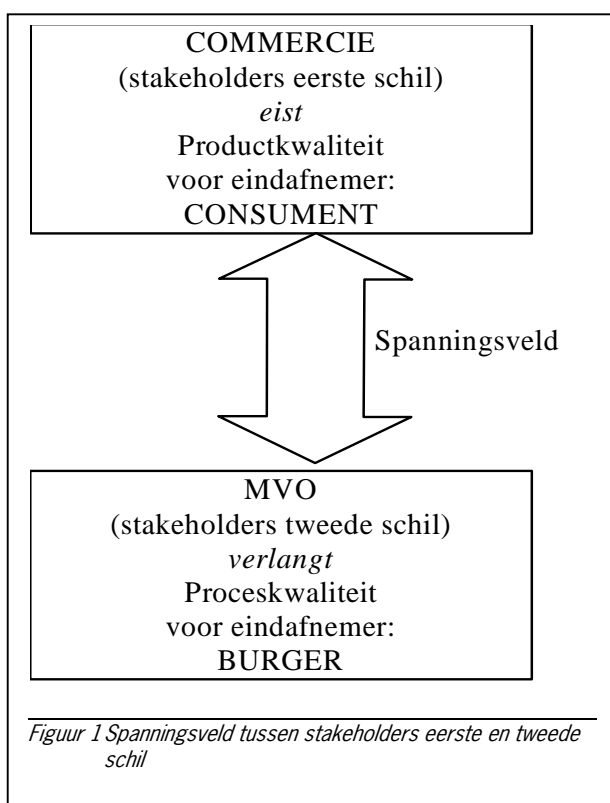 COMMERCIE
(stakeholders eerste schil)
eist
Productkwaliteit
voor eindafnemer:
CONSUMENT
Spanningsveld
MVO
(stakeholders tweede schil)
verlangt
Proceskwaliteit
voor eindafnemer:
BURGER
Figuur 1 Spanningsveld tussen stakeholders eerste en tweede
schil